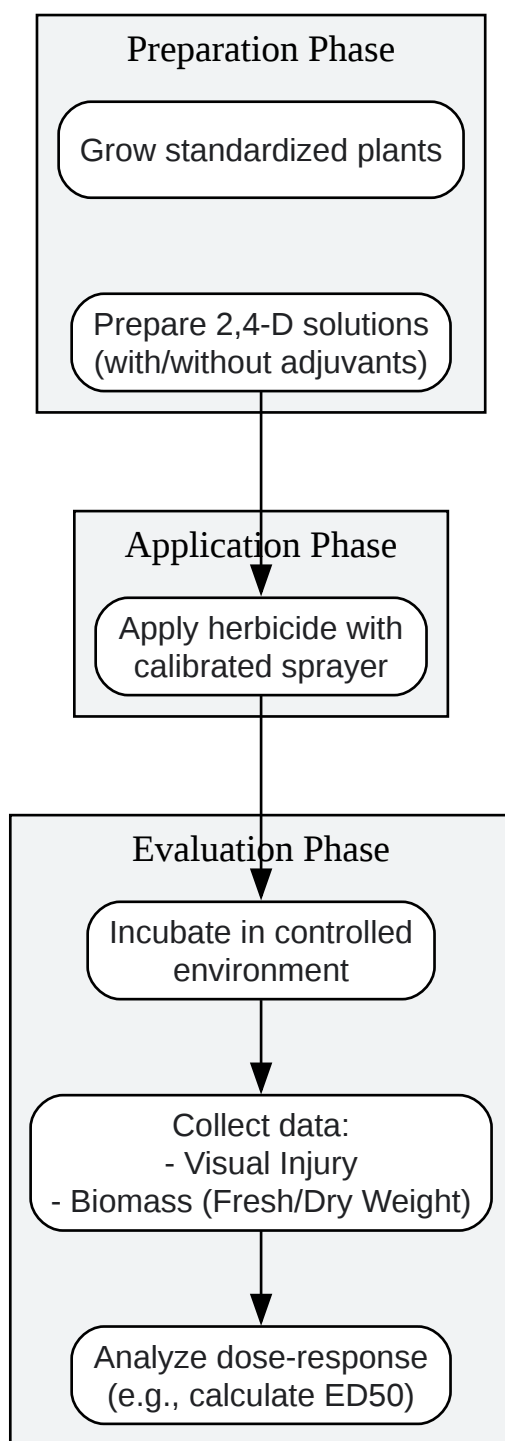 Preparation Phase
Grow standardized plants
Prepare 2,4-D solutions
(with/without adjuvants)
Application Phase
Apply herbicide with
calibrated sprayer
Evaluation Phase
Incubate in controlled
environment
Collect data:
- Visual Injury
- Biomass (Fresh/Dry Weight)
Analyze dose-response
(e.g., calculate ED50)